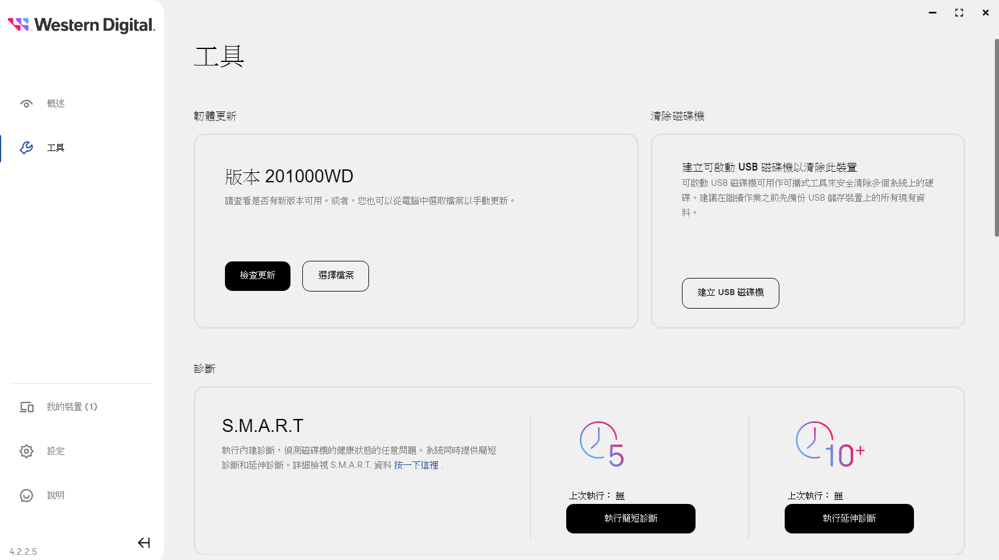 Western Digital.
概述
工具
我的裝置 (1)
設定
說明
4.2.2.5
工具
韌體更新
版本 201000WD
請查看是否有新版本可用。或者，您也可以從電腦中選取檔案以手動更新。
檢查更新
選擇檔案
清除磁碟機
建立可啟動 USB 磁碟機以清除此裝置
可啟動 USB 磁碟機可用作可攜式工具來安全清除多個系統上的硬
碟。建議在繼續作業之前先備份 USB 儲存裝置上的所有現有資
料。
建立 USB 磁碟機
診斷
S.M.A.R.T
執行內建診斷，偵測磁碟機的健康狀態的任意問題。系統同時提供簡短
診斷和延伸診斷。詳細檢視 S.M.A.R.T. 資料 按一下這裡 .
5
上次執行： 無
執行簡短診斷
10+
上次執行： 無
執行延伸診斷